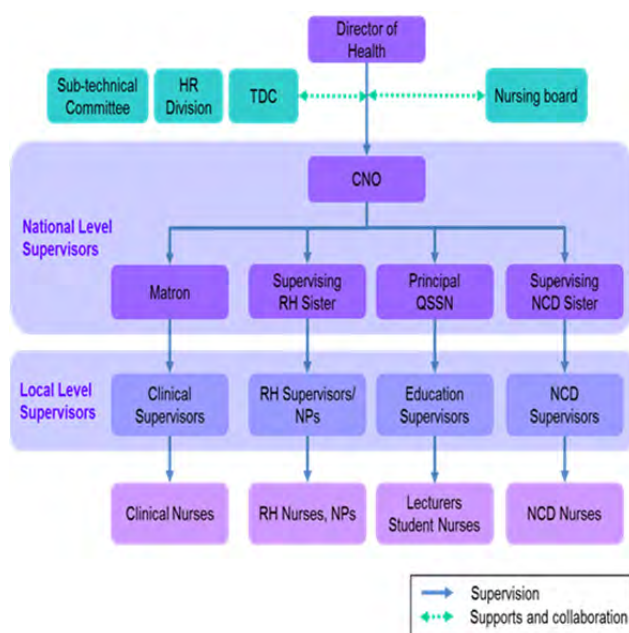 Director of
Health
Sub-technical
Committee
HR
Division
TDC
Nursing board
CNO
National Level
Supervisors
Matron
Supervising
RH Sister
Principal
QSSN
Supervising
NCD Sister
Local Level
Supervisors
Clinical
Supervisors
RH Supervisors/
NPs
Education
Supervisors
NCD
Supervisors
Clinical Nurses
RH Nurses, NPs
Lecturers
Student Nurses
NCD Nurses
Supervision
Supports and collaboration